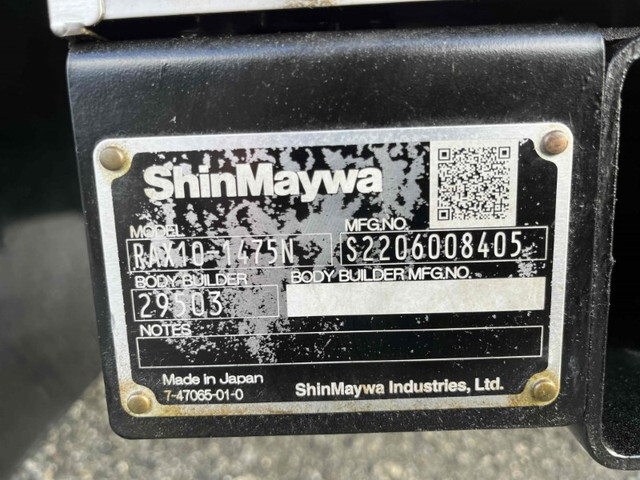 ShinMaywa
MODEL MFG.NO.
RAX10-1475N S2206008405
BODY BUILDER BODY BUILDER MFG.NO.
29503
NOTES
Made in Japan
7-47065-01-0 ShinMaywa Industries, Ltd.